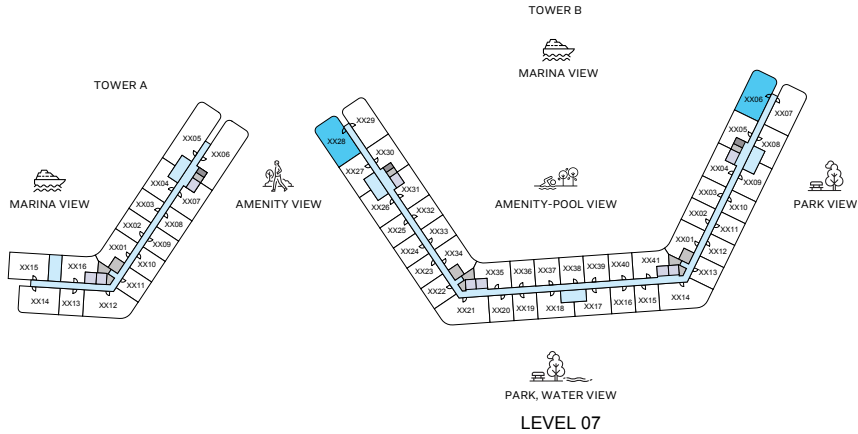 TOWER B
MARINA VIEW
TOWER A
MARINA VIEW
AMENITY VIEW
AMENITY-POOL VIEW
PARK VIEW
XX05
XX06
XX04
XX07
XX03
XX08
XX02
XX09
XX01
XX10
XX16
XX15
XX11
XX14
XX13
XX12
XX29
XX28
XX30
XX27
XX31
XX26
XX32
XX25
XX33
XX24
XX34
XX23
XX22
XX35
XX36
XX37
XX38
XX39
XX40
XX41
XX21
XX20
XX19
XX18
XX17
XX16
XX15
XX14
XX06
XX07
XX05
XX08
XX04
XX09
XX03
XX10
XX02
XX11
XX01
XX12
XX13
PARK, WATER VIEW
LEVEL 07